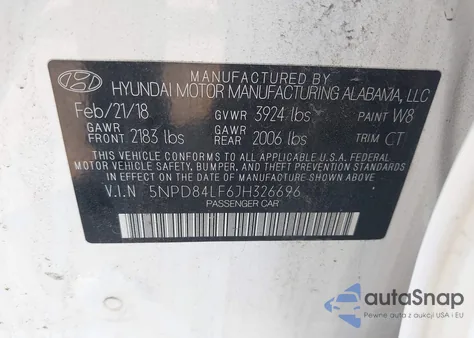 MANUFACTURED BY
HYUNDAI MOTOR MANUFACTURING ALABAMA, LLC
Feb/21/18 GVWR 3924 lbs PAINT W8
GAWR FRONT 2183 lbs GAWR REAR 2006 lbs TRIM CT
THIS VEHICLE CONFORMS TO ALL APPLICABLE U.S.A. FEDERAL
MOTOR VEHICLE SAFETY, BUMPER, AND THEFT PREVENTION STANDARDS
IN EFFECT ON THE DATE OF MANUFACTURE SHOWN ABOVE.
V.I.N 5NPD84LF6JH326696
PASSENGER CAR
autoSnap
Pewne auta z aukcji USA i EU